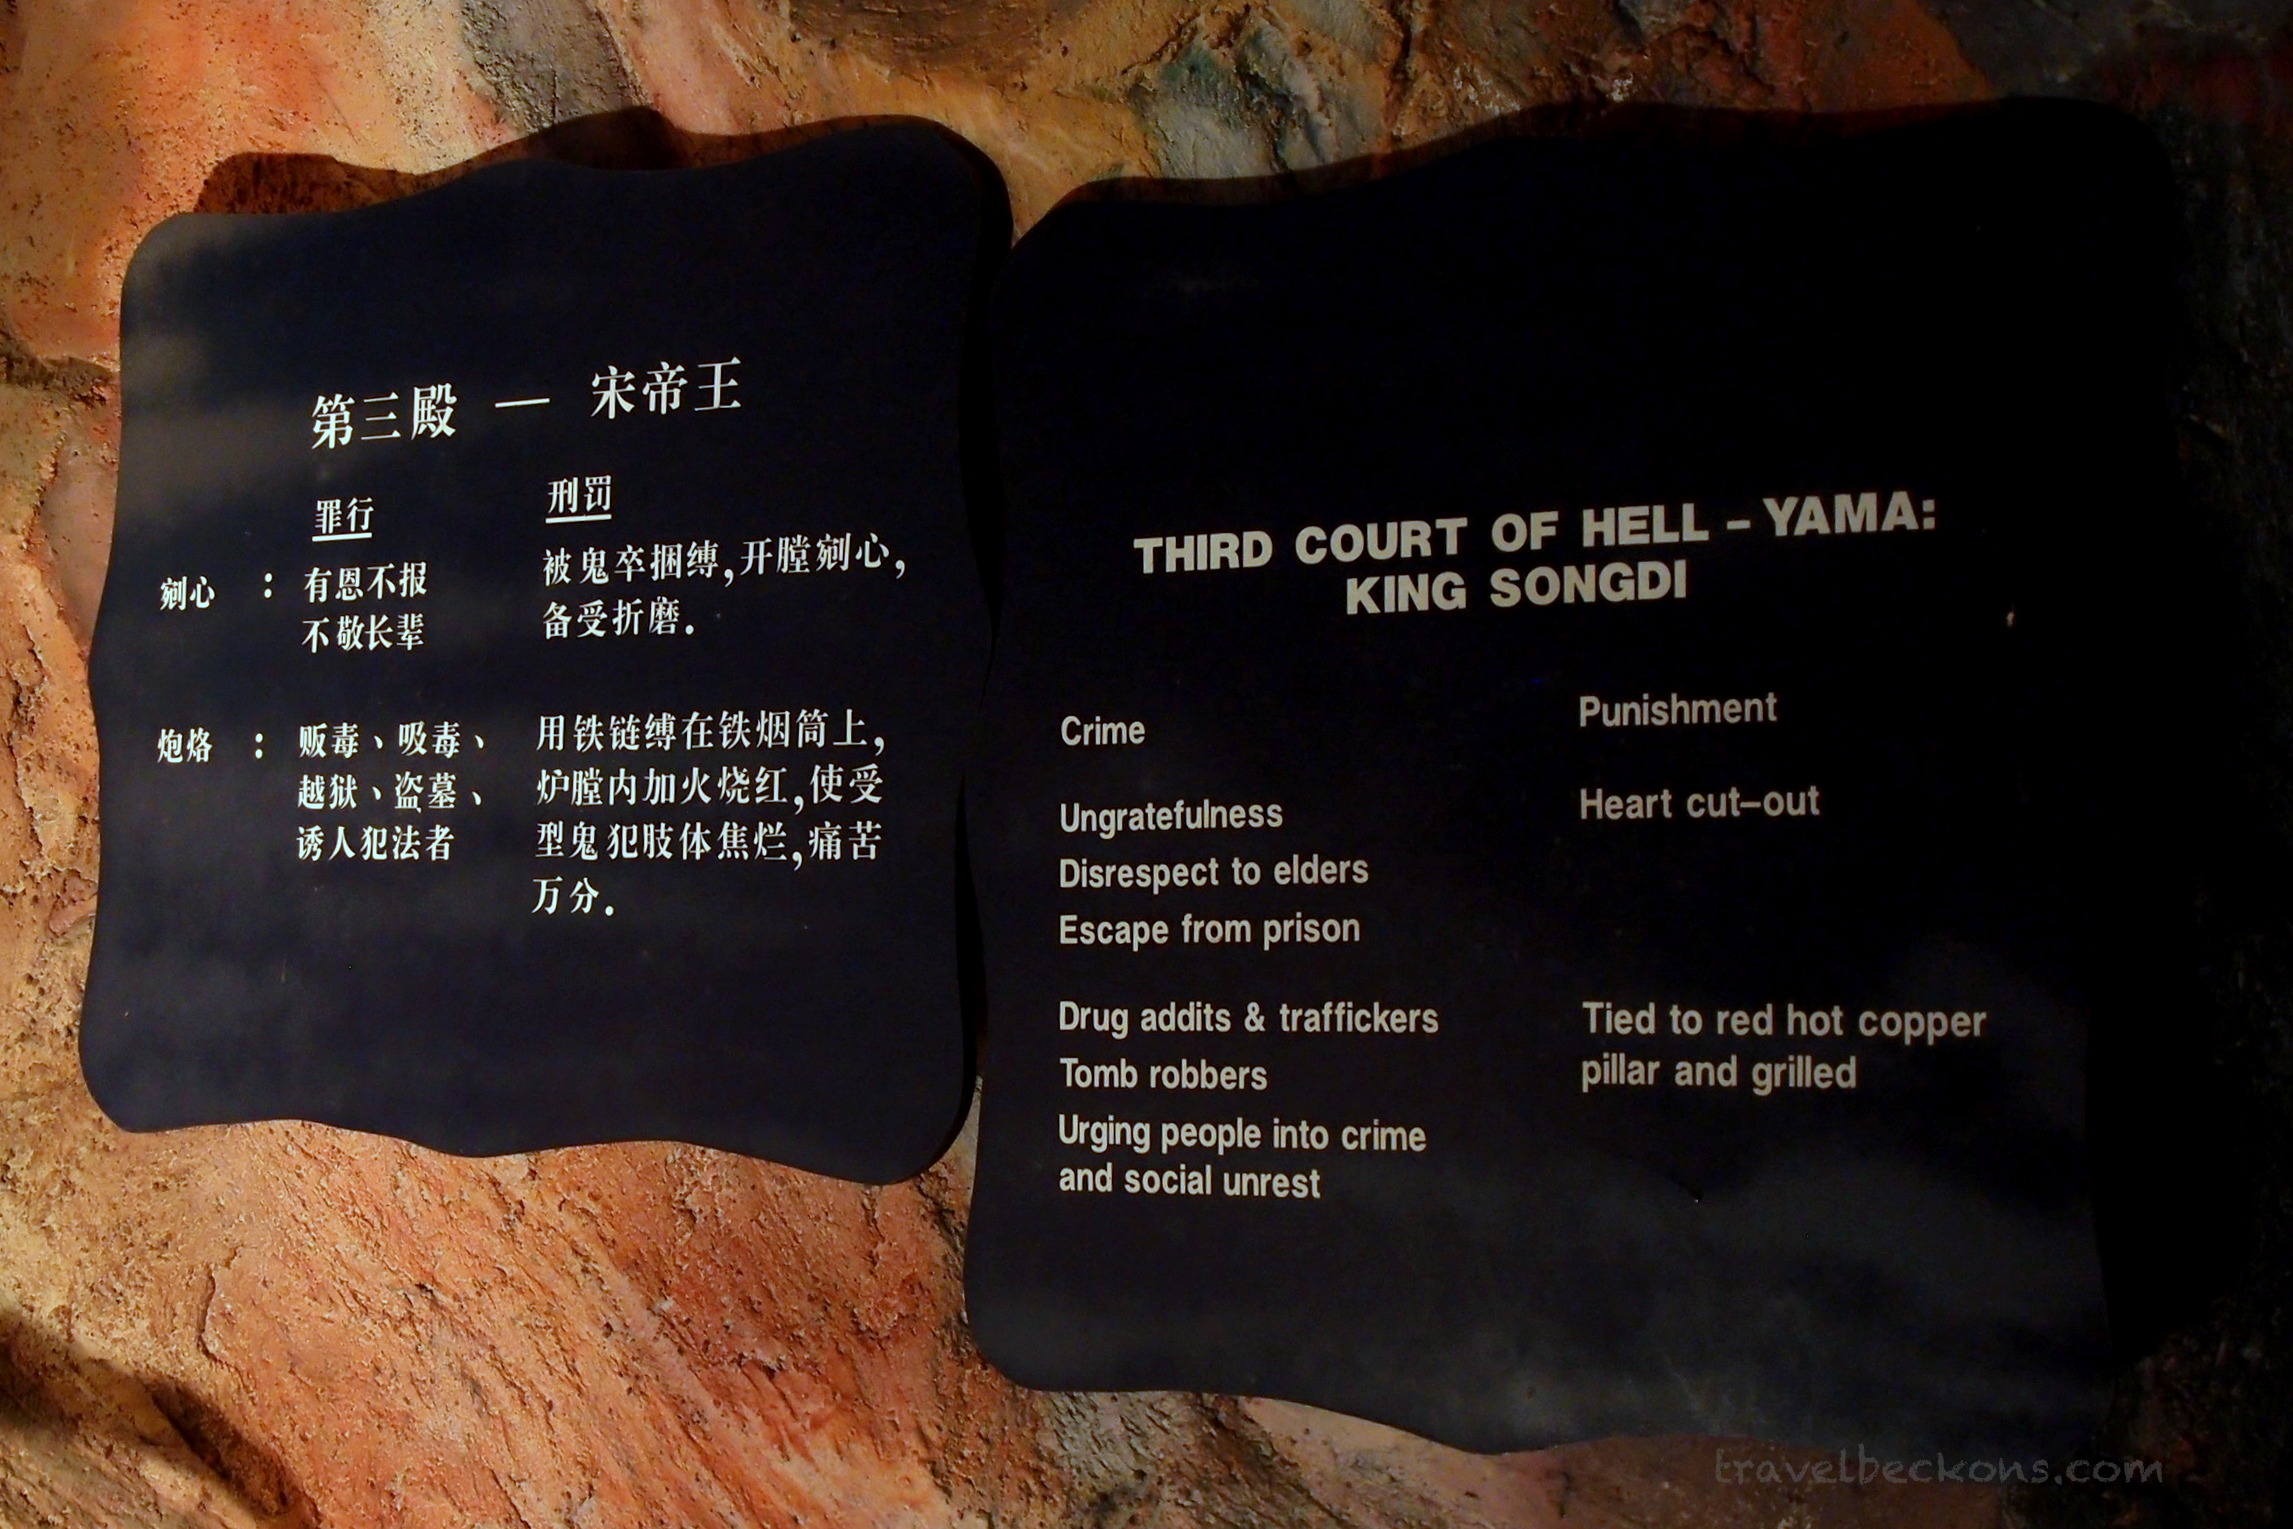 第三殿 — 宋帝王
罪行 刑罚
剜心 : 有恩不报 被鬼卒捆缚,开膛剜心,
不敬长辈 备受折磨.
炮烙 : 贩毒、吸毒、 用铁链缚在铁烟筒上,
越狱、盗墓、 炉膛内加火烧红,使受
诱人犯法者 型鬼犯肢体焦烂,痛苦
万分.
THIRD COURT OF HELL – YAMA:
KING SONGDI
Crime Punishment
Ungratefulness Heart cut–out
Disrespect to elders
Escape from prison
Drug addits & traffickers Tied to red hot copper
Tomb robbers pillar and grilled
Urging people into crime
and social unrest
travelbeckons.com